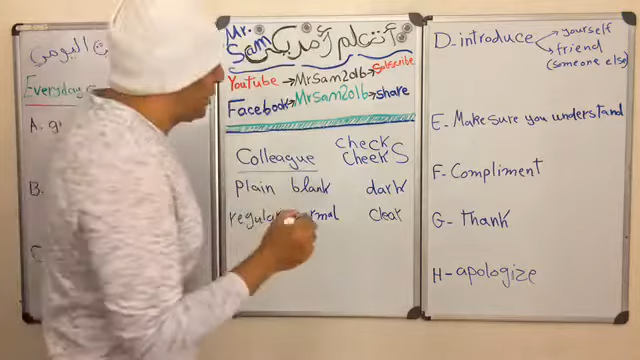 اليومي
Everyday
A.
B.
C
Mr.
Sam أتعلم أمريكي
Youtube → MrSam2016 → Subscribe
Facebook → MrSam2016 → share
check
Colleague cheekS
plain blank dark
regular rmal clear
D- introduce yourself
friend
(someone else)
E- Make sure you understand
F- Compliment
G- thank
H- apologize